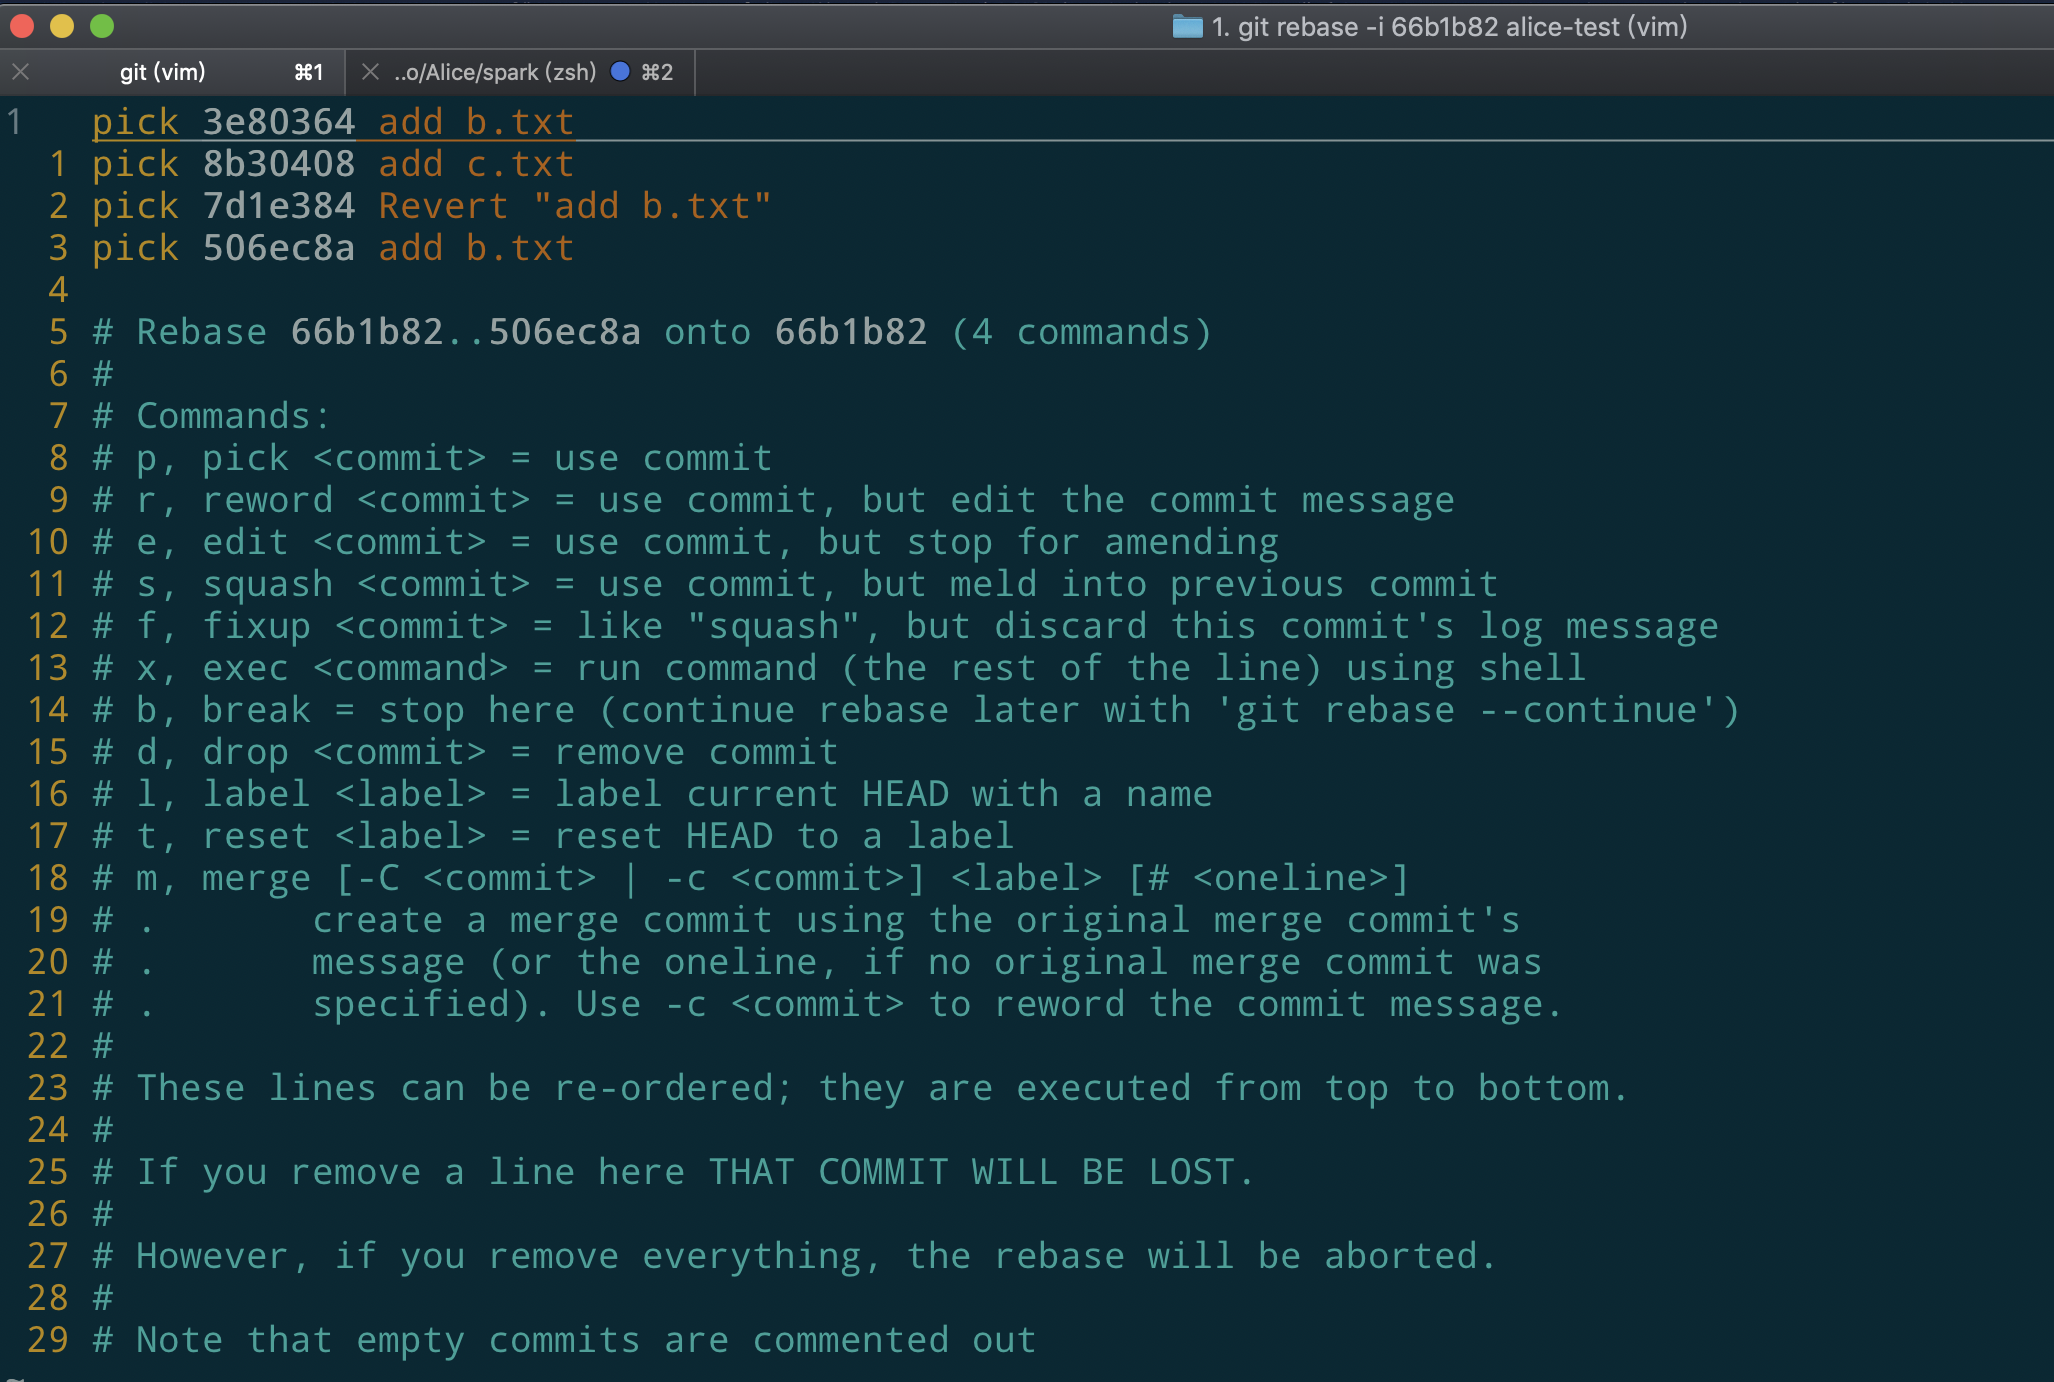 1. git rebase -i 66b1b82 alice-test (vim)
git (vim) ⌘1 ..o/Alice/spark (zsh) ⌘2
1 pick 3e80364 add b.txt
1 pick 8b30408 add c.txt
2 pick 7d1e384 Revert "add b.txt"
3 pick 506ec8a add b.txt
4
5 # Rebase 66b1b82..506ec8a onto 66b1b82 (4 commands)
6 #
7 # Commands:
8 # p, pick <commit> = use commit
9 # r, reword <commit> = use commit, but edit the commit message
10 # e, edit <commit> = use commit, but stop for amending
11 # s, squash <commit> = use commit, but meld into previous commit
12 # f, fixup <commit> = like "squash", but discard this commit's log message
13 # x, exec <command> = run command (the rest of the line) using shell
14 # b, break = stop here (continue rebase later with 'git rebase --continue')
15 # d, drop <commit> = remove commit
16 # l, label <label> = label current HEAD with a name
17 # t, reset <label> = reset HEAD to a label
18 # m, merge [-C <commit> | -c <commit>] <label> [# <oneline>]
19 # .       create a merge commit using the original merge commit's
20 # .       message (or the oneline, if no original merge commit was
21 # .       specified). Use -c <commit> to reword the commit message.
22 #
23 # These lines can be re-ordered; they are executed from top to bottom.
24 #
25 # If you remove a line here THAT COMMIT WILL BE LOST.
26 #
27 # However, if you remove everything, the rebase will be aborted.
28 #
29 # Note that empty commits are commented out